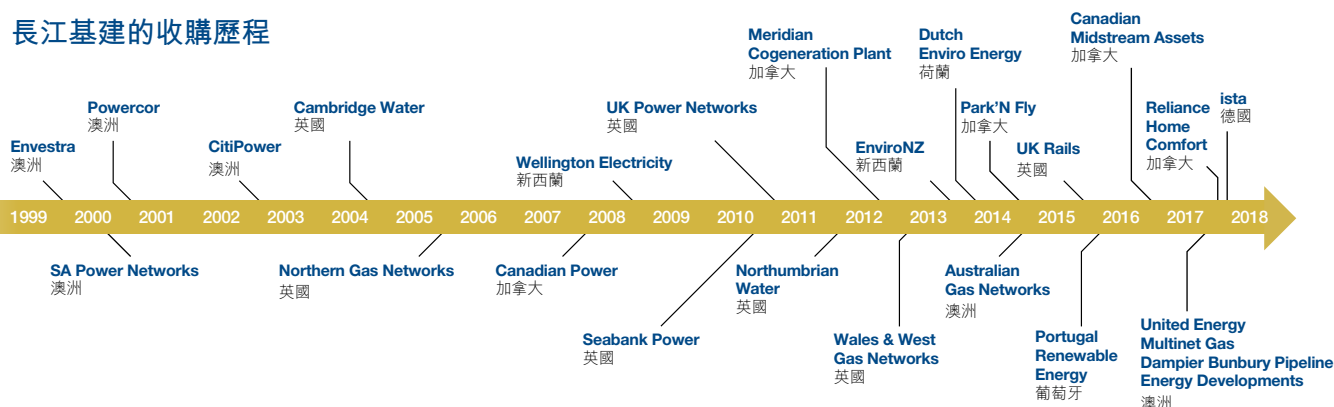 長江基建的收購歷程
Envestra
澳洲
Powercor
澳洲
CitiPower
澳洲
Cambridge Water
英國
Wellington Electricity
新西蘭
UK Power Networks
英國
Meridian
Cogeneration Plant
加拿大
EnviroNZ
新西蘭
Dutch
Enviro Energy
荷蘭
Park'N Fly
加拿大
UK Rails
英國
Canadian
Midstream Assets
加拿大
Reliance
Home
Comfort
加拿大
ista
德國
1999 2000 2001 2002 2003 2004 2005 2006 2007 2008 2009 2010 2011 2012 2013 2014 2015 2016 2017 2018
SA Power Networks
澳洲
Northern Gas Networks
英國
Canadian Power
加拿大
Seabank Power
英國
Northumbrian
Water
英國
Wales & West
Gas Networks
英國
Australian
Gas Networks
澳洲
Portugal
Renewable
Energy
葡萄牙
United Energy
Multinet Gas
Dampier Bunbury Pipeline
Energy Developments
澳洲